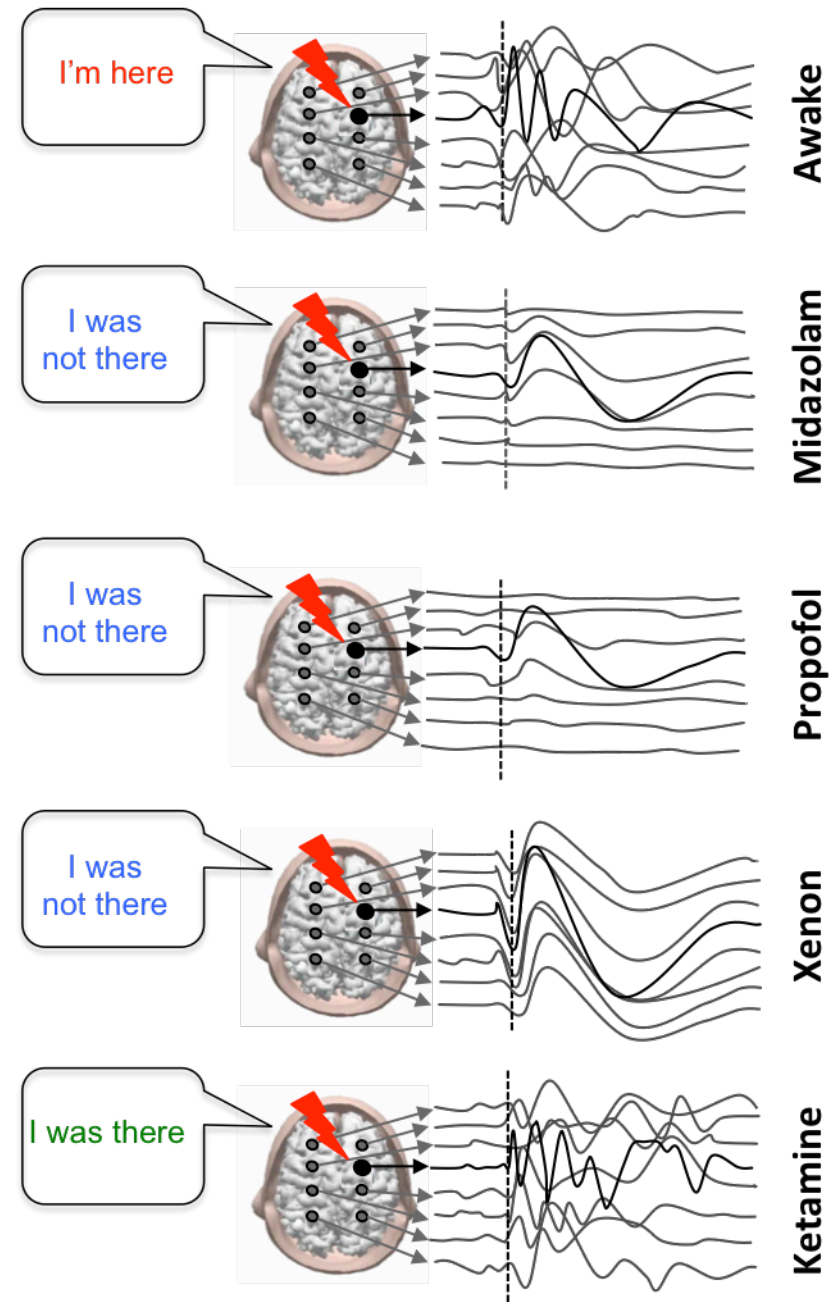 I'm here
Awake
I was
not there
Midazolam
I was
not there
Propofol
I was
not there
Xenon
I was there
Ketamine